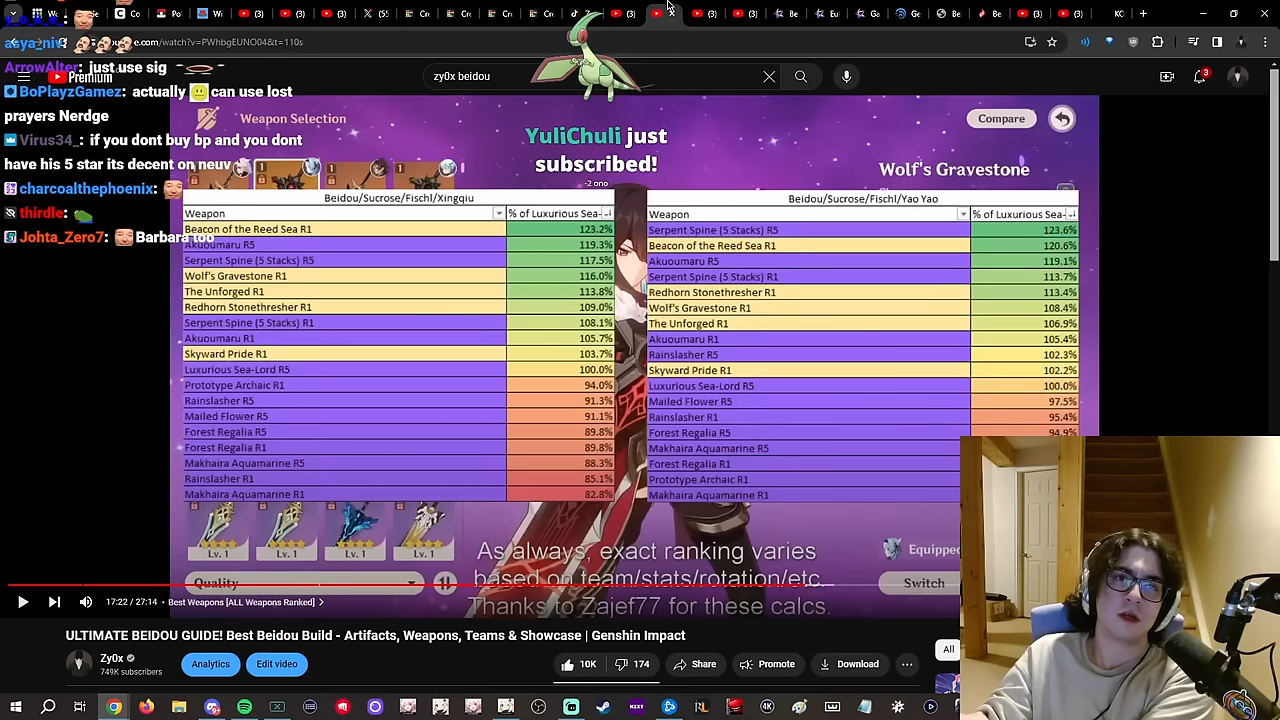 asya_niv
ArrowAlter: just use sig
BoPlayzGamez: actually can use lost
prayers Nerdge
Virus34_: if you dont buy bp and you dont
have his 5 star its decent on neuv
charcoalthephoenix:
thirdle:
Johta_Zero7: Barbara too
.com/watch?v=PWhbgEUNO04&t=110s
Premium
zy0x beidou
3
YuliChuli just
subscribed!
-2 ono
Weapon Selection
Compare
Wolf's Gravestone
Beidou/Sucrose/Fischl/Xingqiu
Weapon % of Luxurious Sea-
Beacon of the Reed Sea R1 123.2%
Akuoumaru R5 119.3%
Serpent Spine (5 Stacks) R5 117.5%
Wolf's Gravestone R1 116.0%
The Unforged R1 113.8%
Redhorn Stonethresher R1 109.0%
Serpent Spine (5 Stacks) R1 108.1%
Akuoumaru R1 105.7%
Skyward Pride R1 103.7%
Luxurious Sea-Lord R5 100.0%
Prototype Archaic R1 94.0%
Rainslasher R5 91.3%
Mailed Flower R5 91.1%
Forest Regalia R5 89.8%
Forest Regalia R1 89.8%
Makhaira Aquamarine R5 88.3%
Rainslasher R1 85.1%
Makhaira Aquamarine R1 82.8%
Beidou/Sucrose/Fischl/Yao Yao
Weapon % of Luxurious Sea-
Serpent Spine (5 Stacks) R5 123.6%
Beacon of the Reed Sea R1 120.6%
Akuoumaru R5 119.1%
Serpent Spine (5 Stacks) R1 113.7%
Redhorn Stonethresher R1 113.4%
Wolf's Gravestone R1 108.4%
The Unforged R1 106.9%
Akuoumaru R1 105.4%
Rainslasher R5 102.3%
Skyward Pride R1 102.2%
Luxurious Sea-Lord R5 100.0%
Mailed Flower R5 97.5%
Rainslasher R1 95.4%
Forest Regalia R5 94.9%
Makhaira Aquamarine R5
Forest Regalia R1
Prototype Archaic R1
Makhaira Aquamarine R1
Lv. 1 Lv. 1 Lv. 1 Lv. 1
Quality
Equipped
Switch
As always, exact ranking varies
based on team/stats/rotation/etc.
Thanks to Zajef77 for these calcs.
17:22 / 27:14 • Best Weapons [ALL Weapons Ranked]
ULTIMATE BEIDOU GUIDE! Best Beidou Build - Artifacts, Weapons, Teams & Showcase | Genshin Impact
All
Zy0x
749K subscribers
Analytics
Edit video
10K
174
Share
Promote
Download